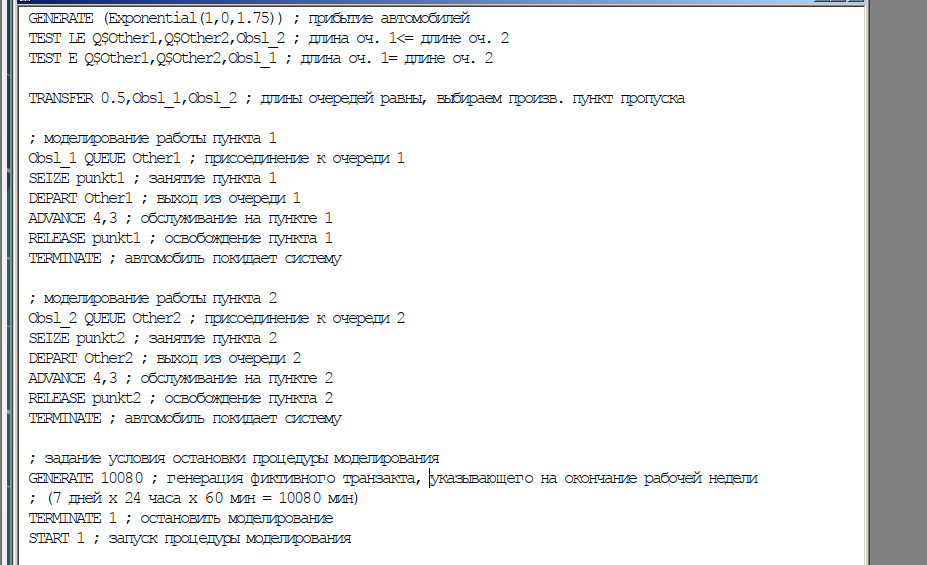 GENERATE (Exponential(1,0,1.75)) ; прибытие автомобилей
TEST LE Q$Other1,Q$Other2,Obsl_2 ; длина оч. 1<= длине оч. 2
TEST E Q$Other1,Q$Other2,Obsl_1 ; длина оч. 1= длине оч. 2
TRANSFER 0.5,Obsl_1,Obsl_2 ; длины очередей равны, выбираем произв. пункт пропуска
; моделирование работы пункта 1
Obsl_1 QUEUE Other1 ; присоединение к очереди 1
SEIZE punkt1 ; занятие пункта 1
DEPART Other1 ; выход из очереди 1
ADVANCE 4,3 ; обслуживание на пункте 1
RELEASE punkt1 ; освобождение пункта 1
TERMINATE ; автомобиль покидает систему
; моделирование работы пункта 2
Obsl_2 QUEUE Other2 ; присоединение к очереди 2
SEIZE punkt2 ; занятие пункта 2
DEPART Other2 ; выход из очереди 2
ADVANCE 4,3 ; обслуживание на пункте 2
RELEASE punkt2 ; освобождение пункта 2
TERMINATE ; автомобиль покидает систему
; задание условия остановки процедуры моделирования
GENERATE 10080 ; генерация фиктивного транзакта, указывающего на окончание рабочей недели
; (7 дней х 24 часа х 60 мин = 10080 мин)
TERMINATE 1 ; остановить моделирование
START 1 ; запуск процедуры моделирования